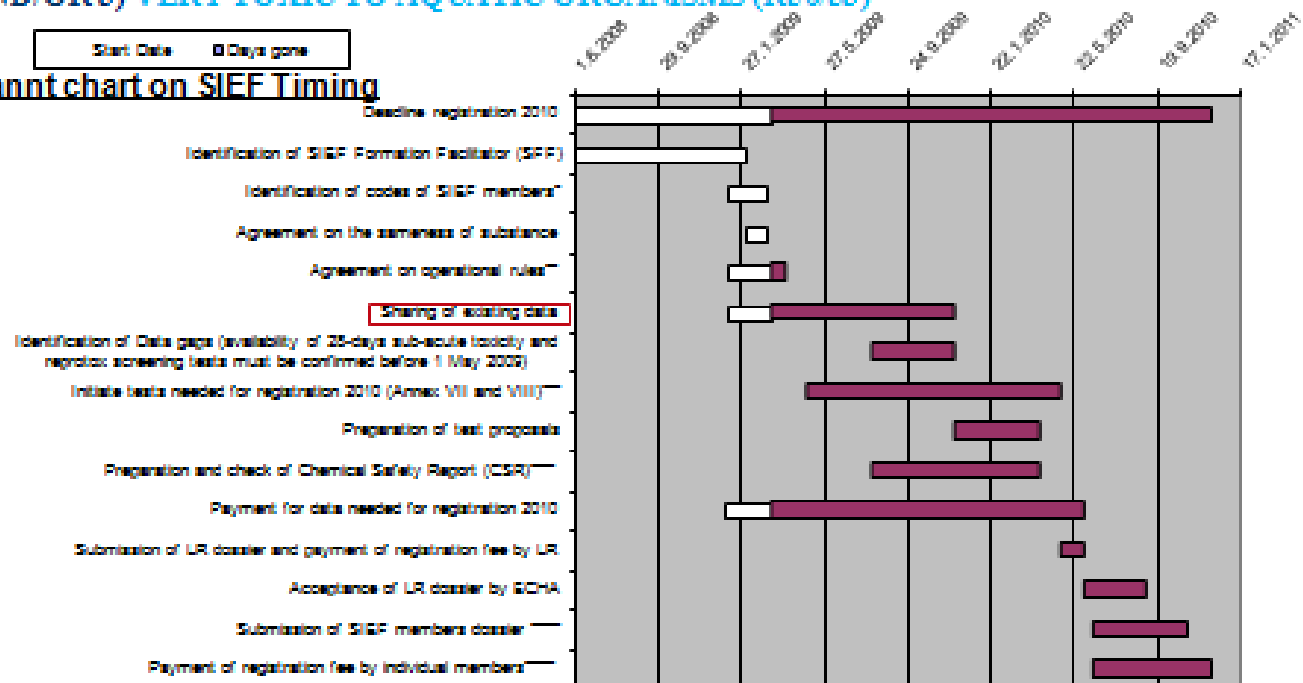 VERY TOXIC TO AQUATIC ORGANISMS
Start Date Days gone
chart on SIEF Timing
1.6.2008 29.9.2008 27.1.2009 27.5.2009 24.9.2009 22.1.2010 22.5.2010 19.9.2010 17.1.2011
Deadline registration 2010
Identification of SIEF Formation Facilitator (SFF)
Identification of codes of SIEF members
Agreement on the sameness of substance
Agreement on operational rules
Sharing of existing data
Identification of Data gaps (availability of 28-days sub-acute toxicity and
reprotox screening tests must be confirmed before 1 May 2009)
Initiate tests needed for registration 2010 (Annex VII and VIII)
Preparation of test proposals
Preparation and check of Chemical Safety Report (CSR)
Payment for data needed for registration 2010
Submission of LR dossier and payment of registration fee by LR
Acceptance of LR dossier by ECHA
Submission of SIEF members dossier
Payment of registration fee by individual members